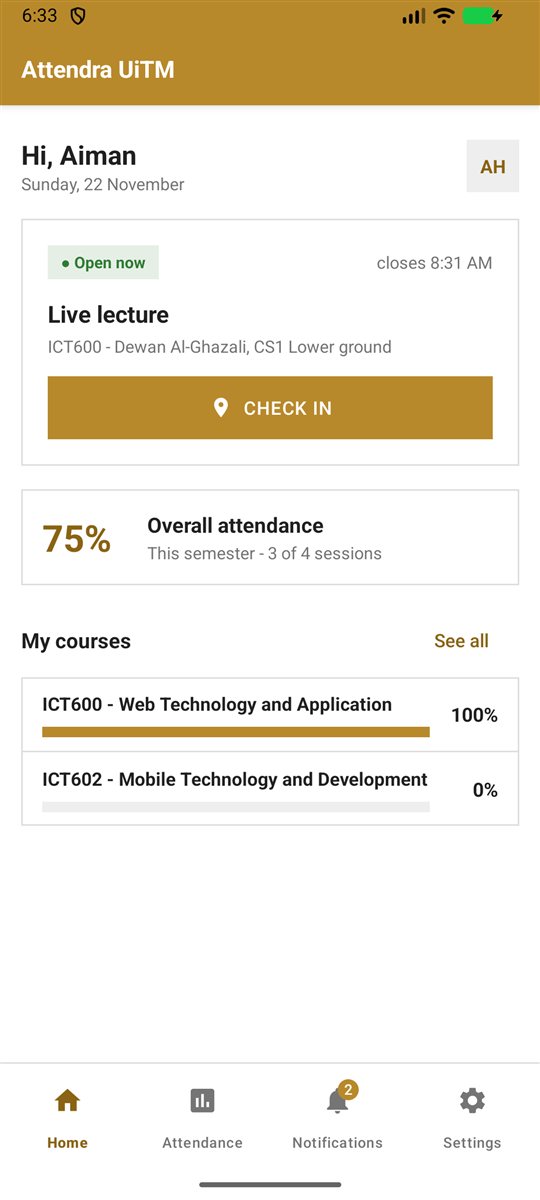 6:33
Attendra UiTM
Hi, Aiman
AH
Sunday, 22 November
• Open now
closes 8:31 AM
Live lecture
ICT600 - Dewan Al-Ghazali, CS1 Lower ground
CHECK IN
75%
Overall attendance
This semester - 3 of 4 sessions
My courses
See all
ICT600 - Web Technology and Application
100%
ICT602 - Mobile Technology and Development
0%
2
Home
Attendance
Notifications
Settings